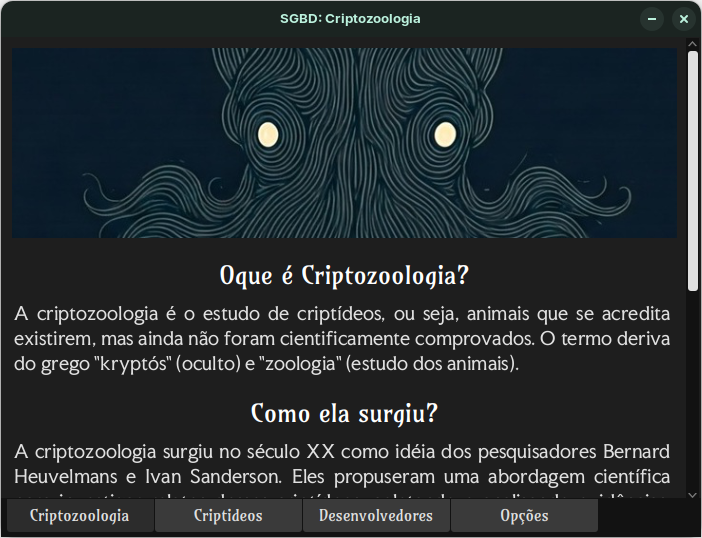 SGBD: Criptozoologia
Oque é Criptozoologia?
A criptozoologia é o estudo de criptídeos, ou seja, animais que se acredita
existirem, mas ainda não foram cientificamente comprovados. O termo deriva
do grego "kryptós" (oculto) e "zoologia" (estudo dos animais).
Como ela surgiu?
A criptozoologia surgiu no século XX como idéia dos pesquisadores Bernard
Heuvelmans e Ivan Sanderson. Eles propuseram uma abordagem científica
Criptozoologia
Criptideos
Desenvolvedores
Opções